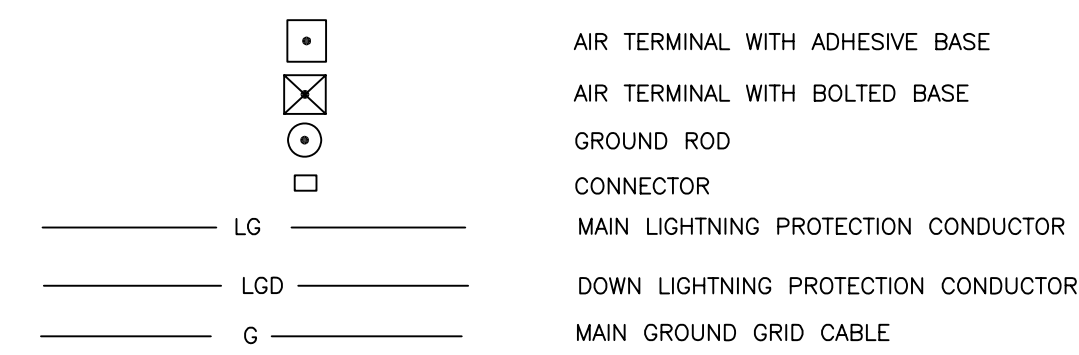 AIR TERMINAL WITH ADHESIVE BASE
AIR TERMINAL WITH BOLTED BASE
GROUND ROD
CONNECTOR
LG MAIN LIGHTNING PROTECTION CONDUCTOR
LGD DOWN LIGHTNING PROTECTION CONDUCTOR
G MAIN GROUND GRID CABLE